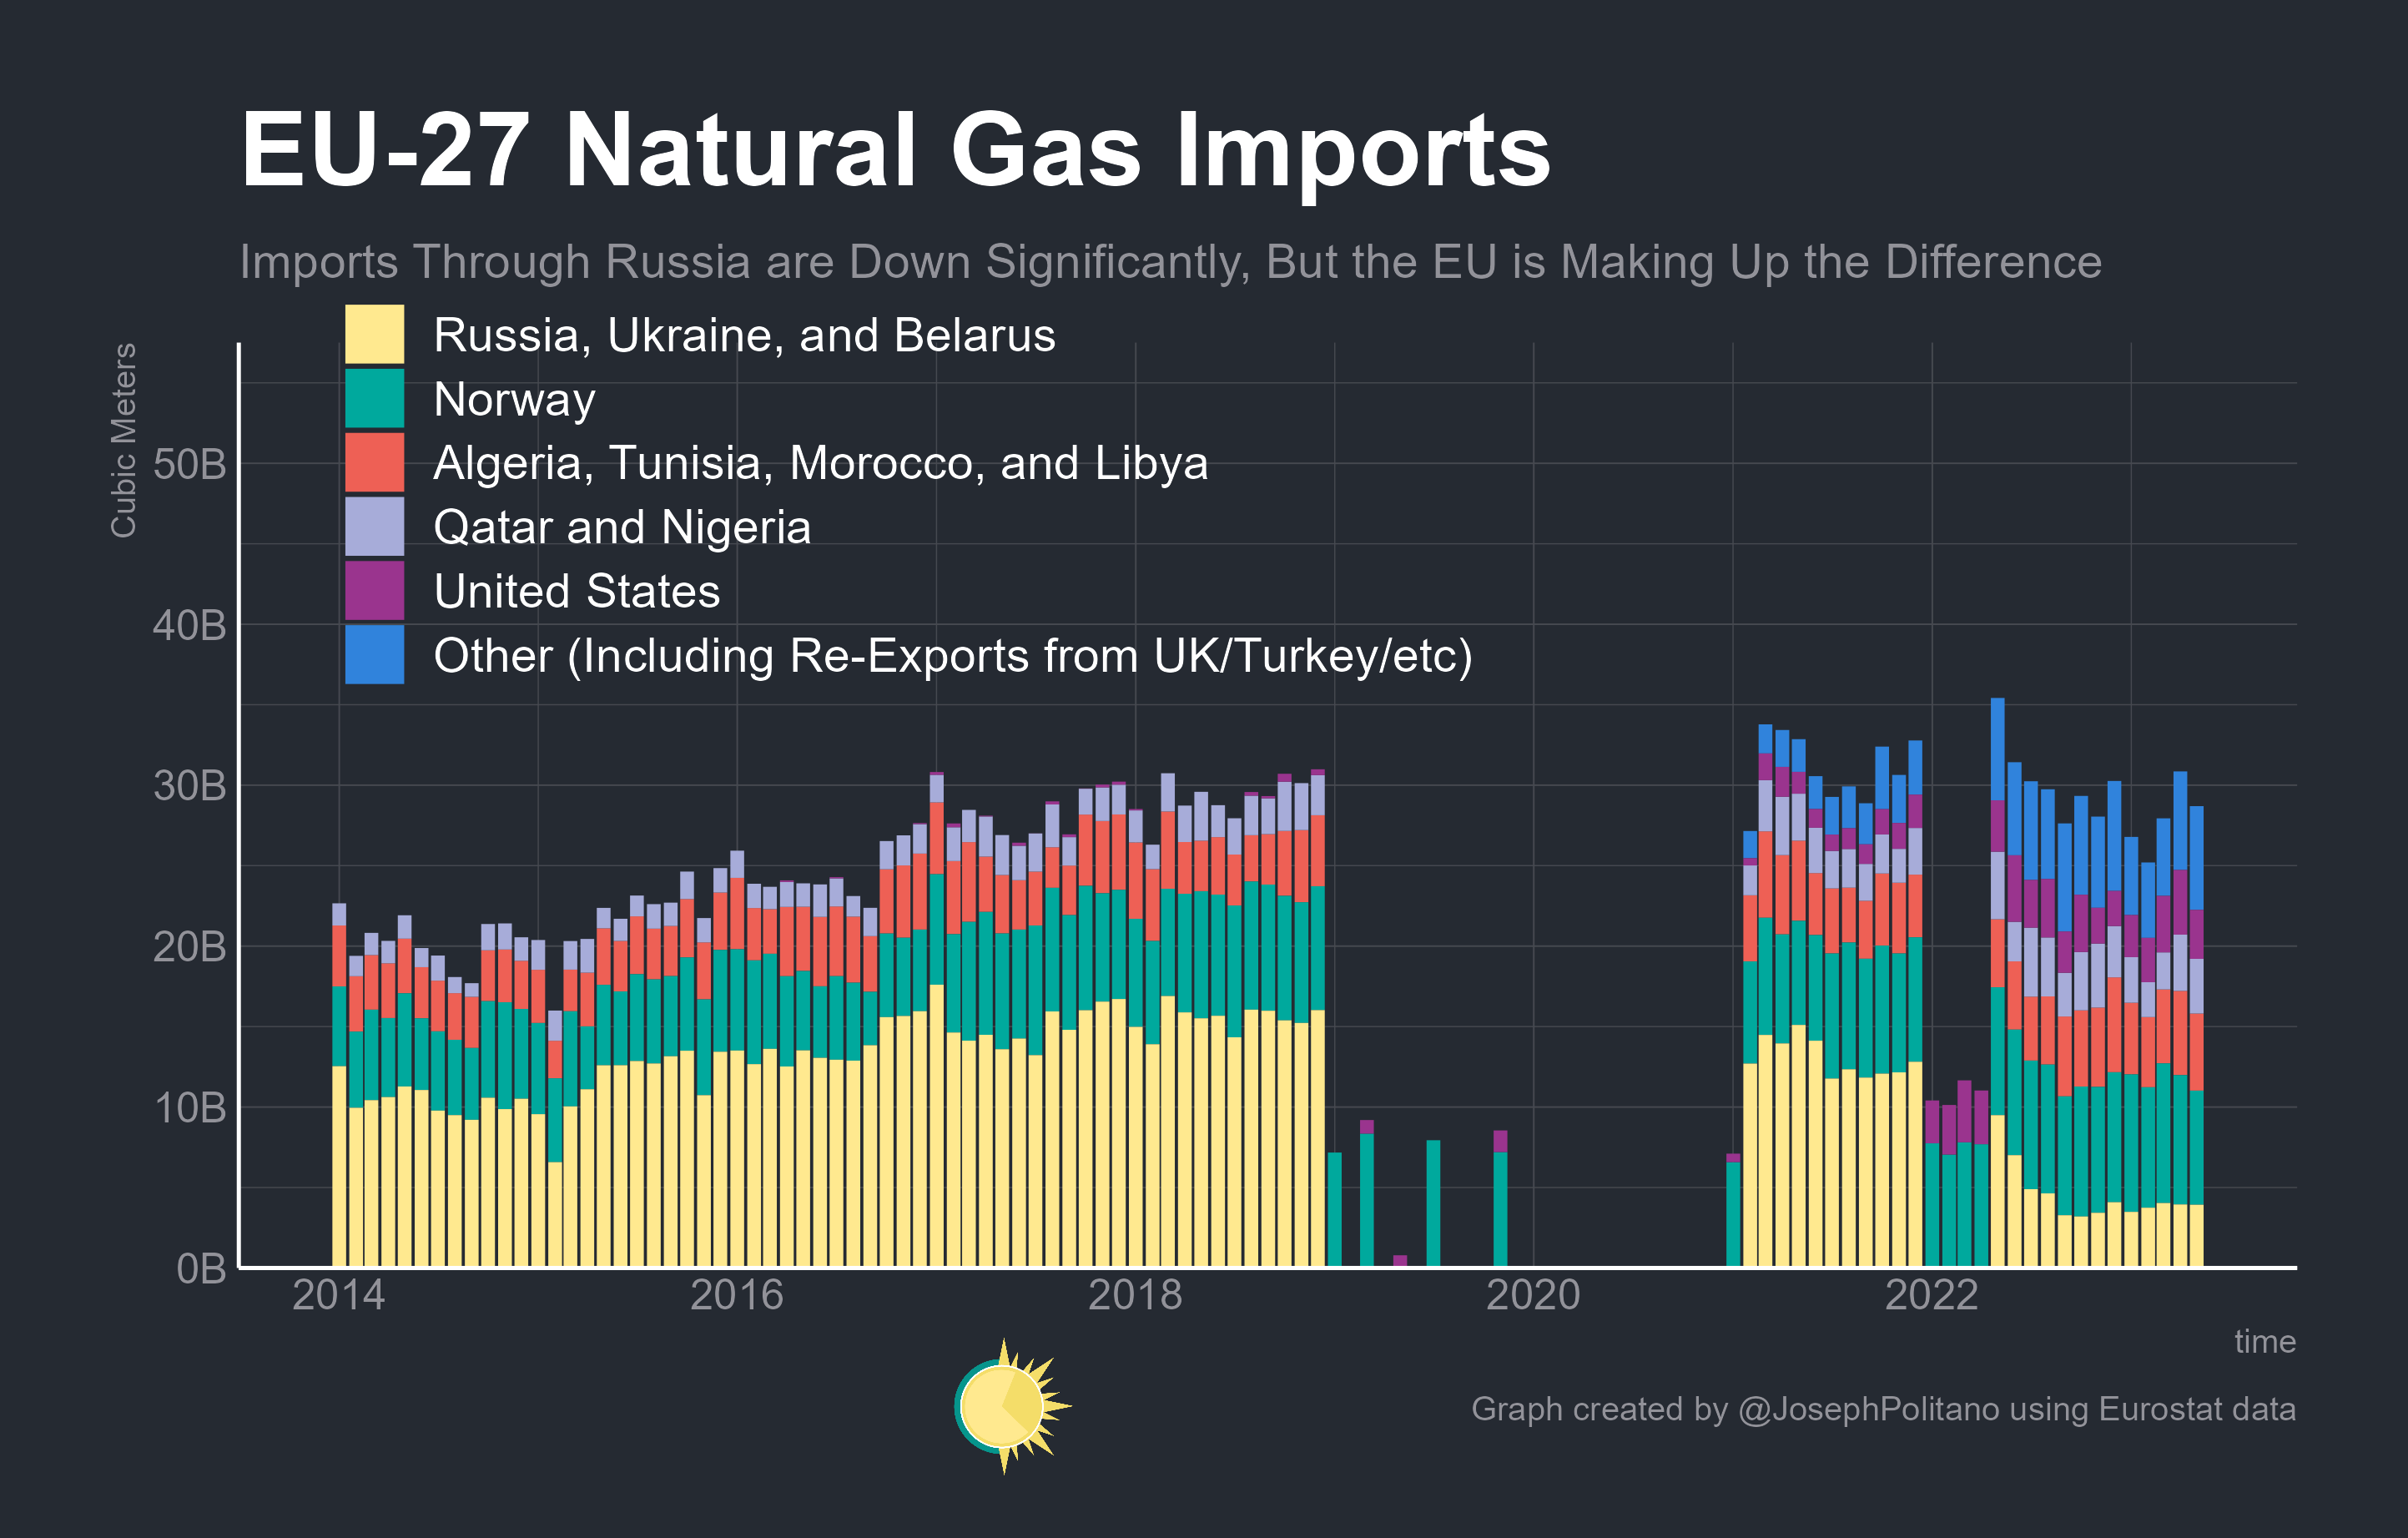 EU-27 Natural Gas Imports
Imports Through Russia are Down Significantly, But the EU is Making Up the Difference
Russia, Ukraine, and Belarus
Norway
Algeria, Tunisia, Morocco, and Libya
Qatar and Nigeria
United States
Other (Including Re-Exports from UK/Turkey/etc)
Cubic Meters
50B
40B
30B
20B
10B
0B
2014 2016 2018 2020 2022
time
Graph created by @JosephPolitano using Eurostat data